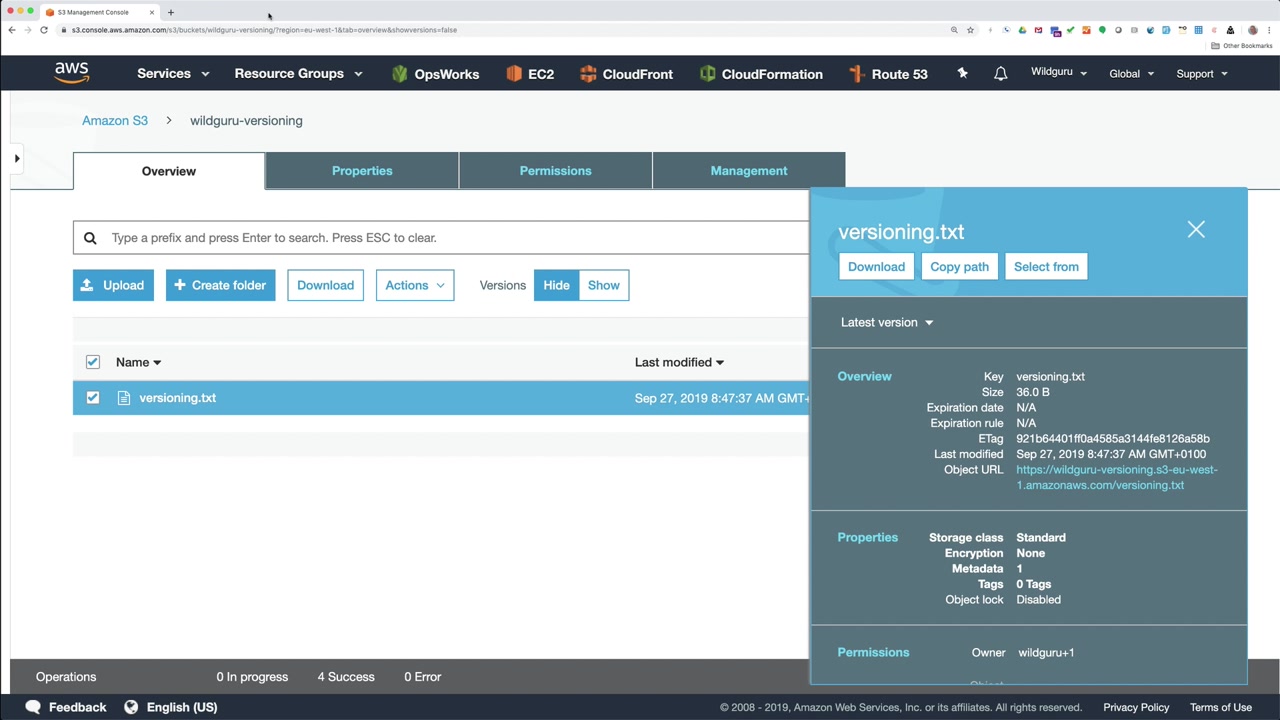 S3 Management Console
s3.console.aws.amazon.com/s3/buckets/wildguru-versioning/?region=eu-west-1&tab=overview&showversions=false
Other Bookmarks
aws Services Resource Groups OpsWorks EC2 CloudFront CloudFormation Route 53 Wildguru Global Support
Amazon S3 wildguru-versioning
Overview Properties Permissions Management
Type a prefix and press Enter to search. Press ESC to clear.
Upload Create folder Download Actions Versions Hide Show
Name Last modified
versioning.txt Sep 27, 2019 8:47:37 AM GMT+
versioning.txt
Download Copy path Select from
Latest version
Overview
Key versioning.txt
Size 36.0 B
Expiration date N/A
Expiration rule N/A
ETag 921b64401ff0a4585a3144fe8126a58b
Last modified Sep 27, 2019 8:47:37 AM GMT+0100
Object URL https://wildguru-versioning.s3-eu-west-
1.amazonaws.com/versioning.txt
Properties
Storage class Standard
Encryption None
Metadata 1
Tags 0 Tags
Object lock Disabled
Permissions
Owner wildguru+1
Object
Operations 0 In progress 4 Success 0 Error
Feedback English (US) © 2008 - 2019, Amazon Web Services, Inc. or its affiliates. All rights reserved. Privacy Policy Terms of Use